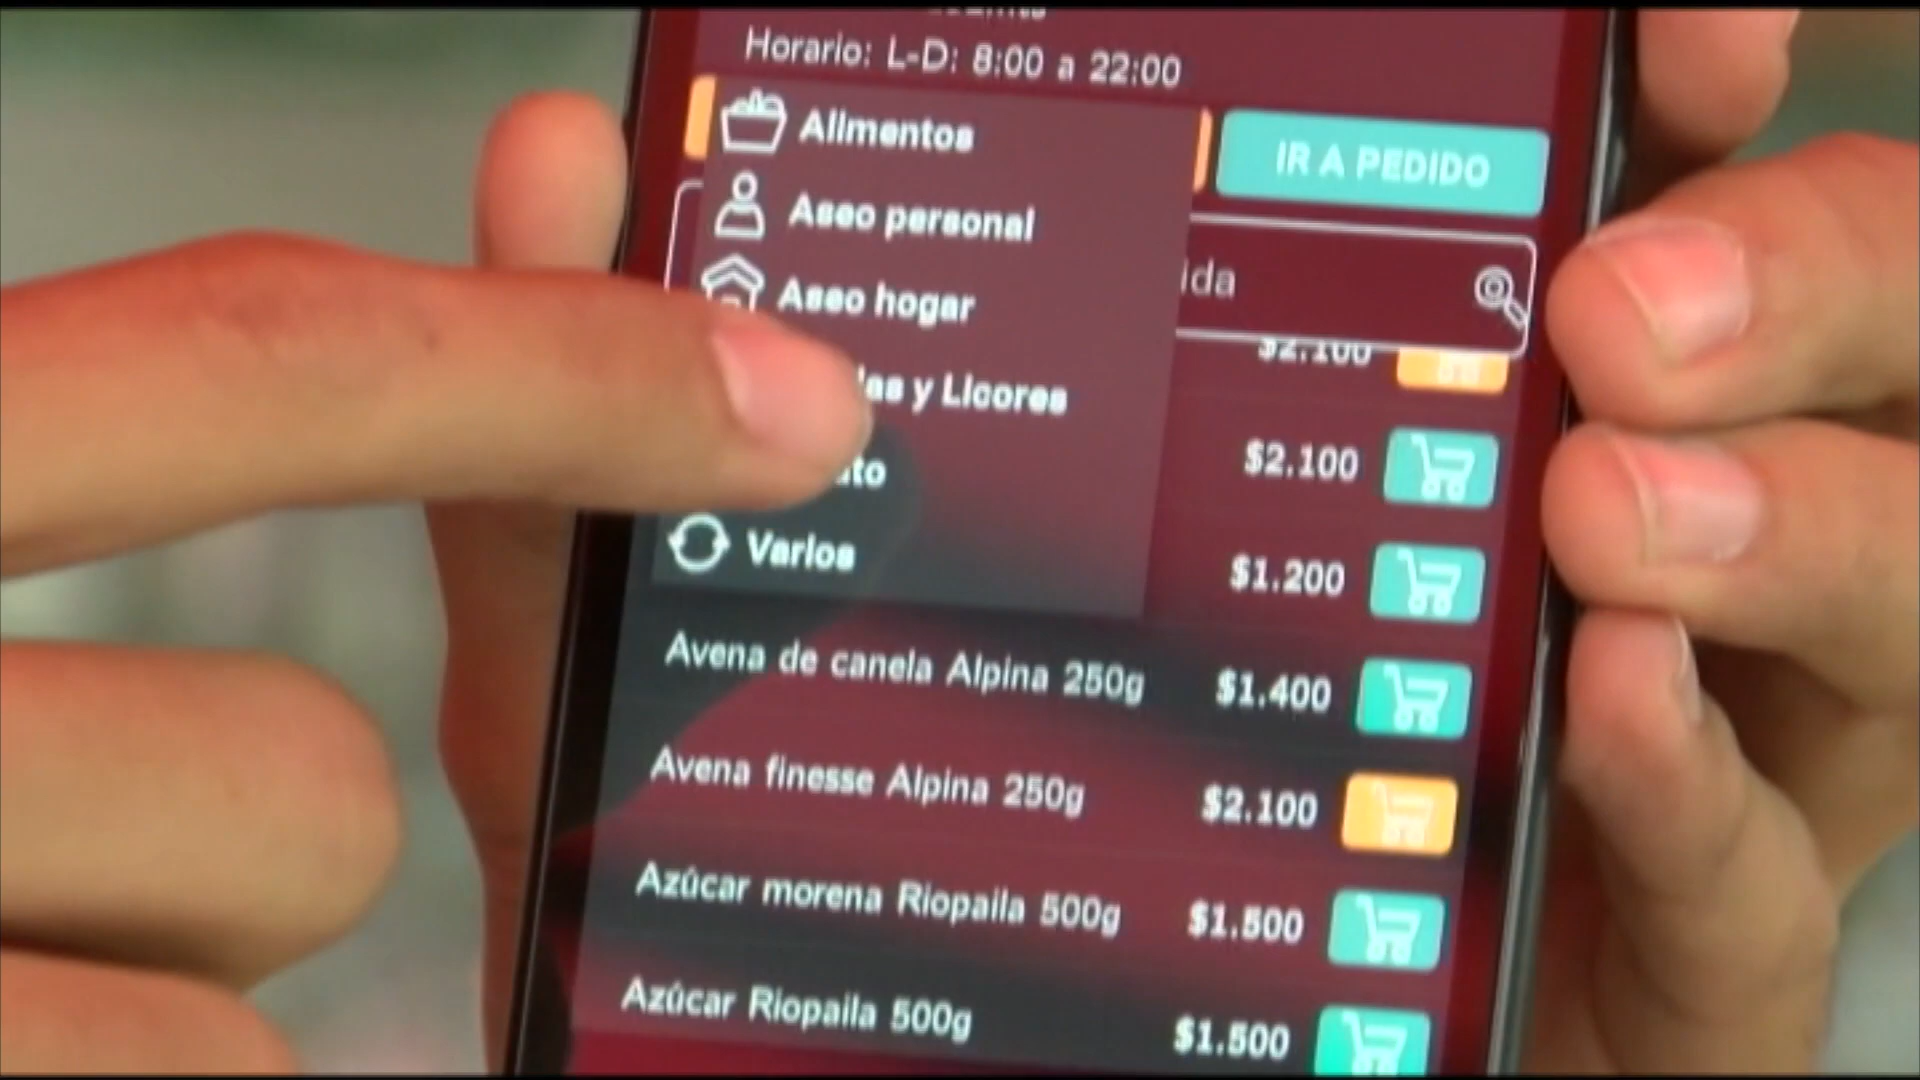 Horario: L-D: 8:00 a 22:00
Alimentos
IR A PEDIDO
Aseo personal
Aseo hogar
$2.100
y Licores
$2.100
Varios
$1.200
Avena de canela Alpina 250g $1.400
Avena finesse Alpina 250g $2.100
Azúcar morena Riopaila 500g $1.500
Azúcar Riopaila 500g $1.500